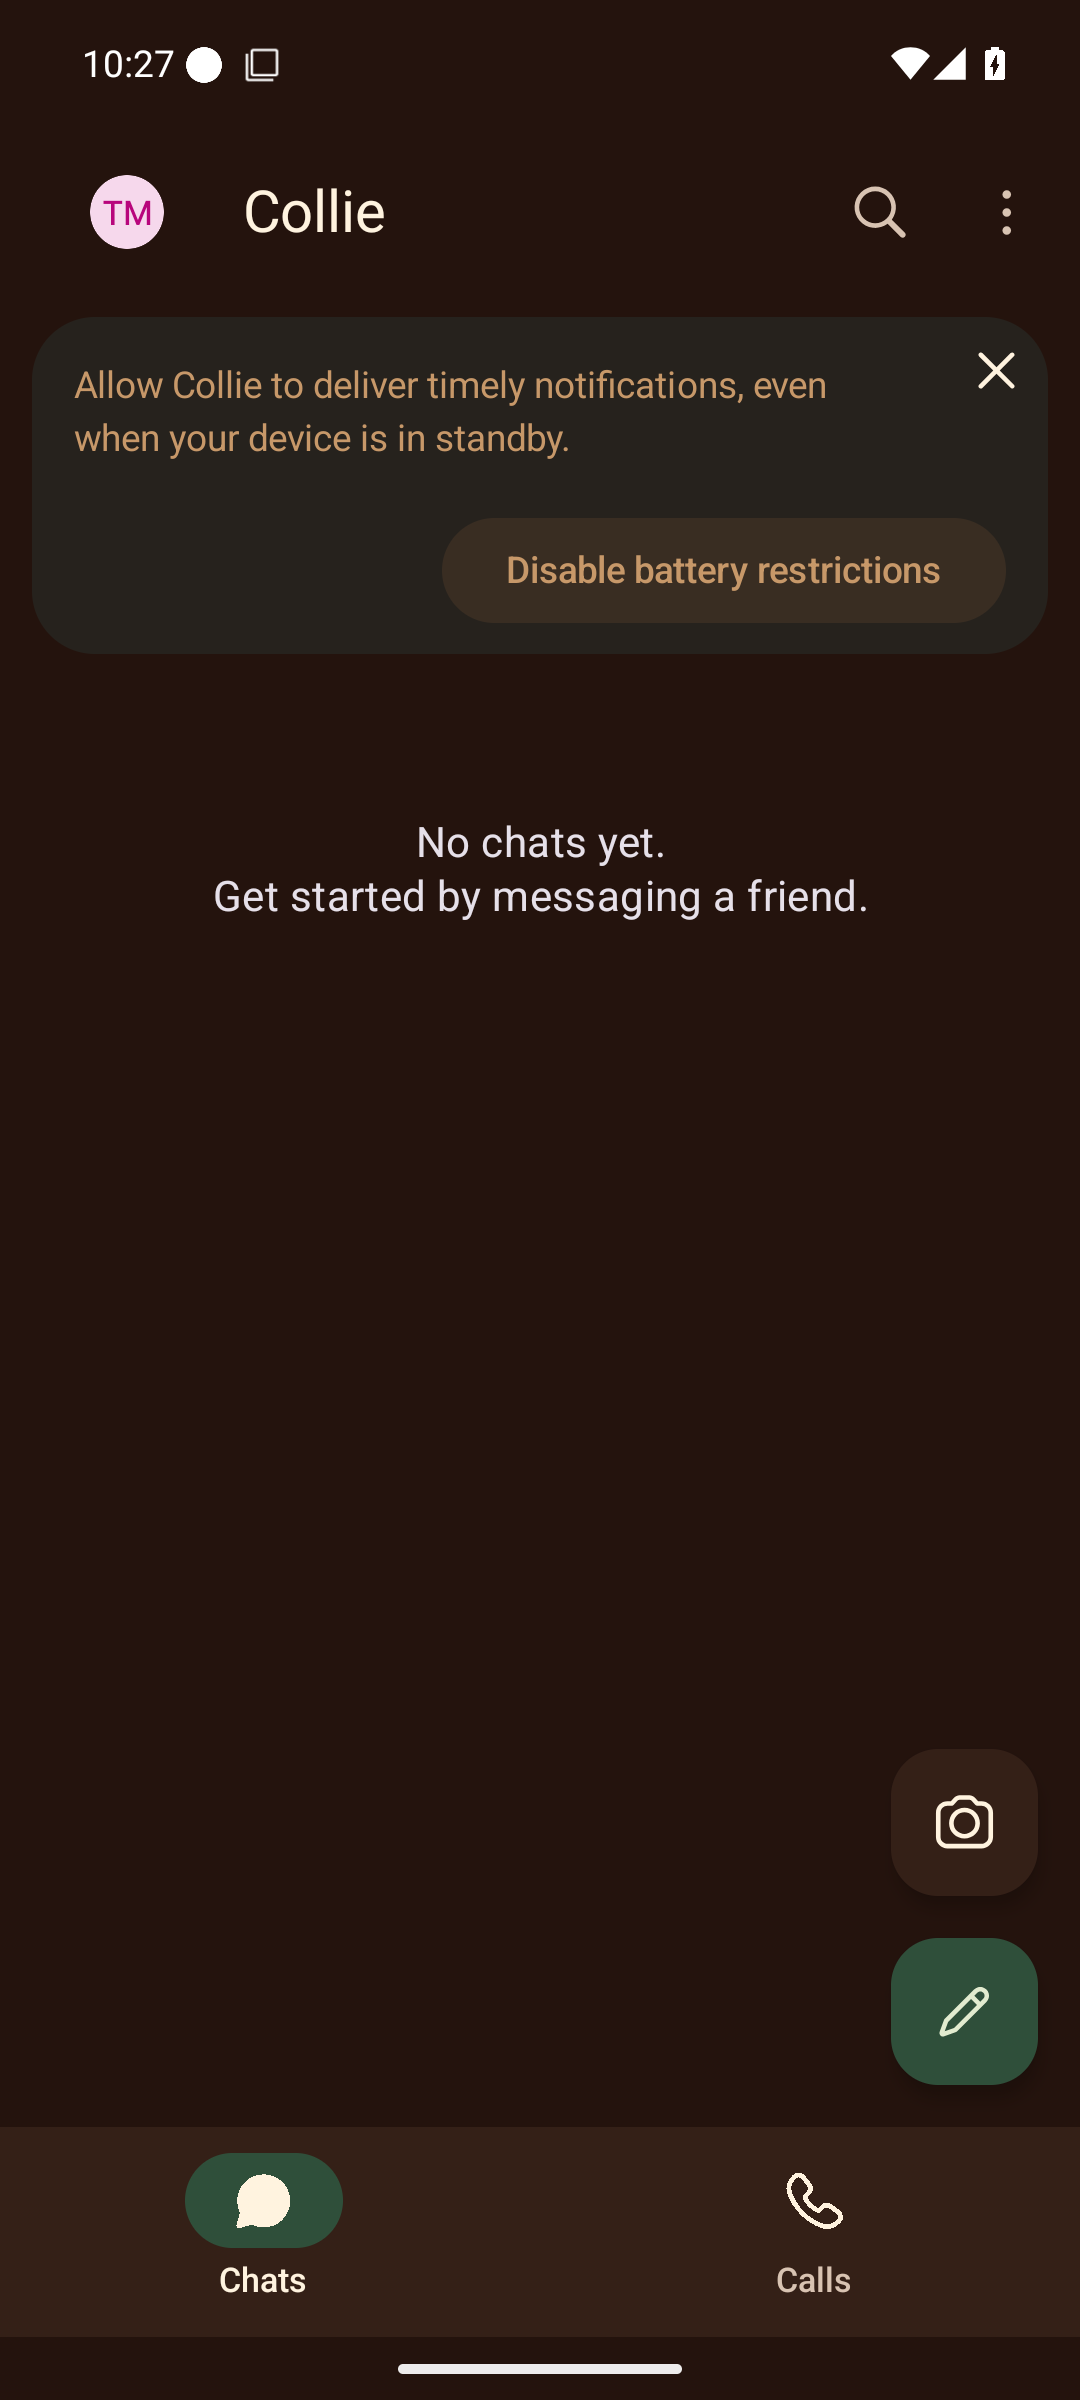 10:27
TM
Collie
Allow Collie to deliver timely notifications, even
when your device is in standby.
Disable battery restrictions
No chats yet.
Get started by messaging a friend.
Chats
Calls